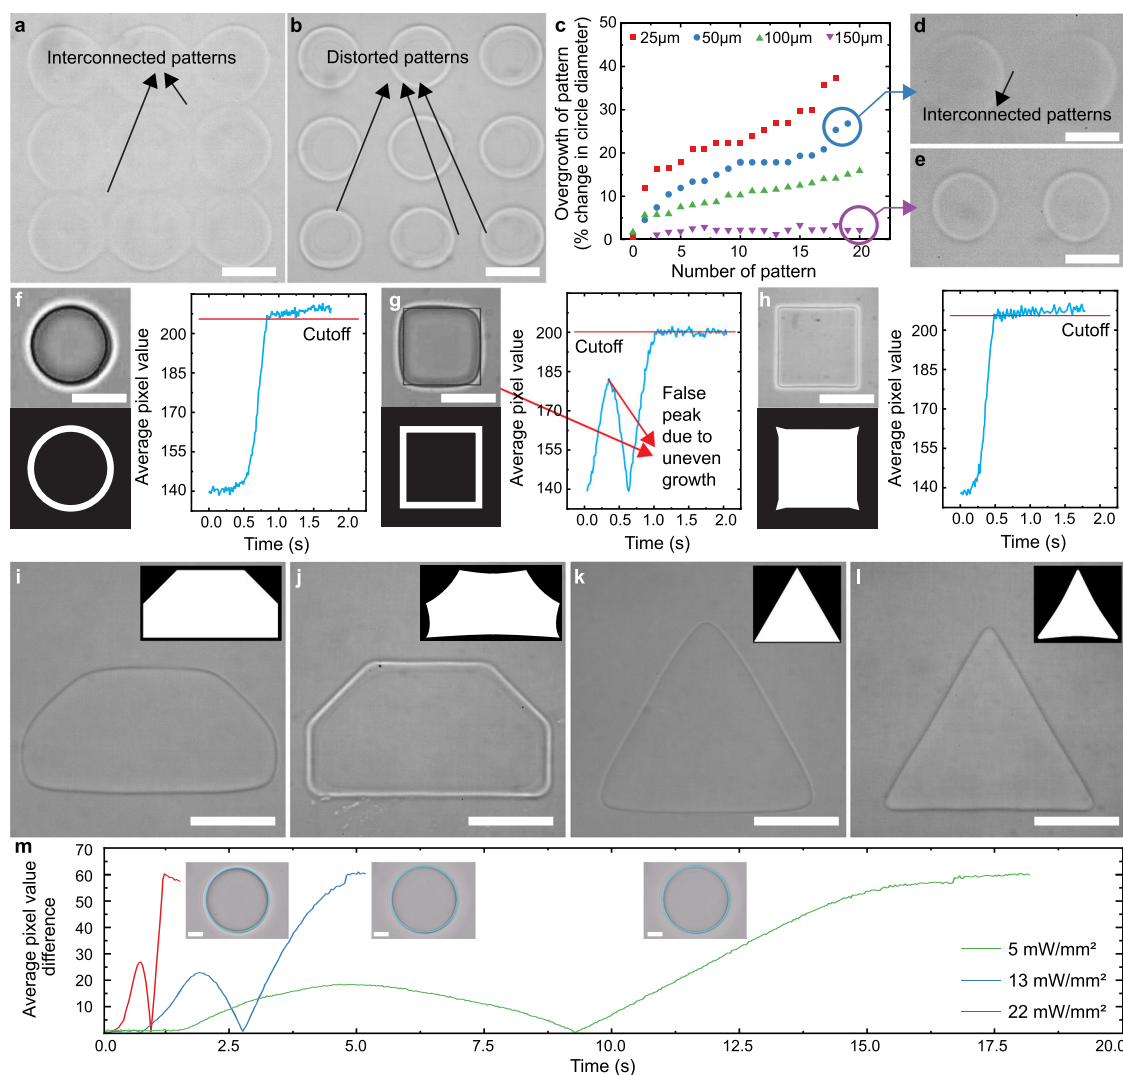 a
Interconnected patterns
b
Distorted patterns
c
Overgrowth of pattern
(% change in circle diameter)
50
40
30
20
10
0
25µm
50µm
100µm
150µm
0
5
10
15
20
Number of pattern
d
Interconnected patterns
e
f
Average pixel value
200
185
170
155
140
Cutoff
0.0
0.5
1.0
1.5
2.0
Time (s)
g
Average pixel value
200
185
170
155
140
Cutoff
False
peak
due to
uneven
growth
0.0
0.5
1.0
1.5
2.0
Time (s)
h
Average pixel value
200
185
170
155
140
Cutoff
0.0
0.5
1.0
1.5
2.0
Time (s)
i
j
k
l
m
Average pixel value
difference
70
60
50
40
30
20
10
0.0
2.5
5.0
7.5
10.0
12.5
15.0
17.5
20.0
Time (s)
5 mW/mm²
13 mW/mm²
22 mW/mm²